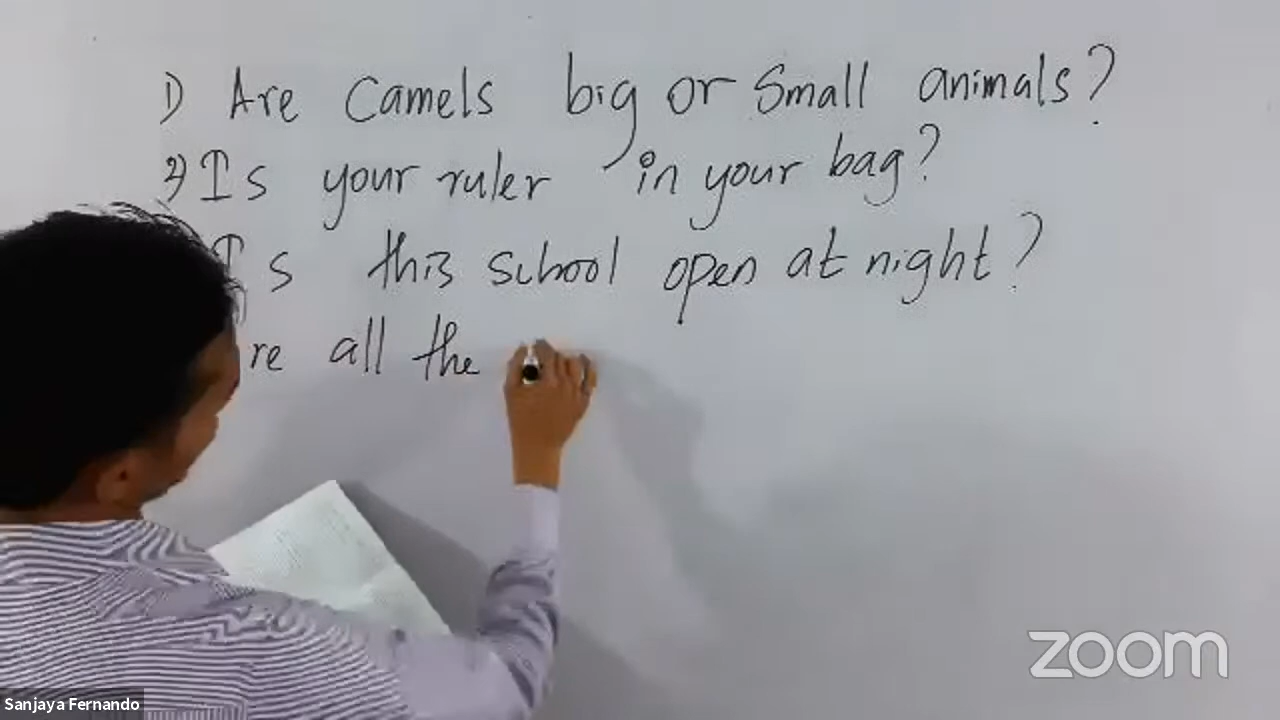 1) Are Camels big or Small animals?
2) Is your ruler in your bag?
Is this school open at night?
re all the
zoom
Sanjaya Fernando